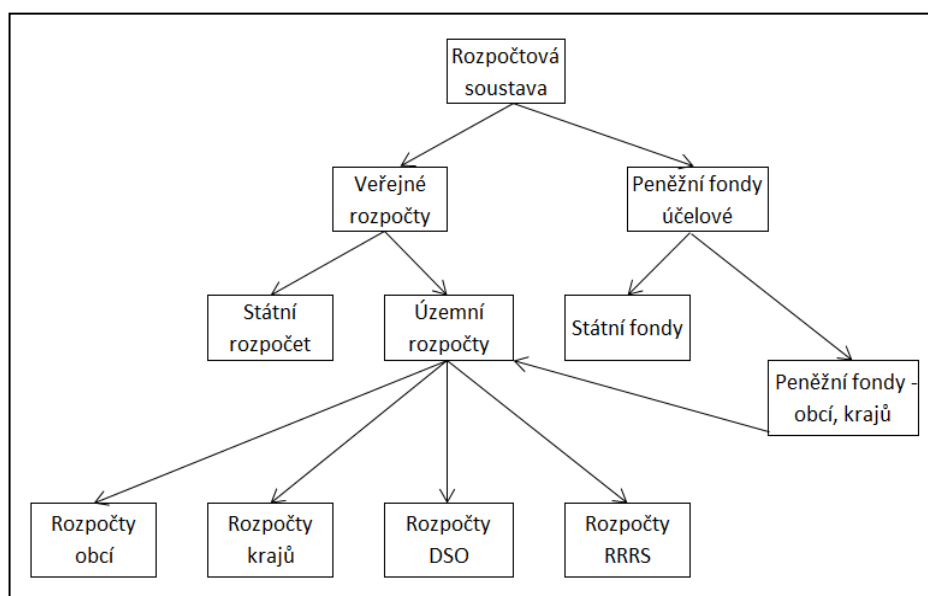 Rozpočtová
soustava
Veřejné
rozpočty
Peněžní fondy
účelové
Státní
rozpočet
Územní
rozpočty
Státní fondy
Peněžní fondy -
obcí, krajů
Rozpočty
obcí
Rozpočty
krajů
Rozpočty
DSO
Rozpočty
RRRS